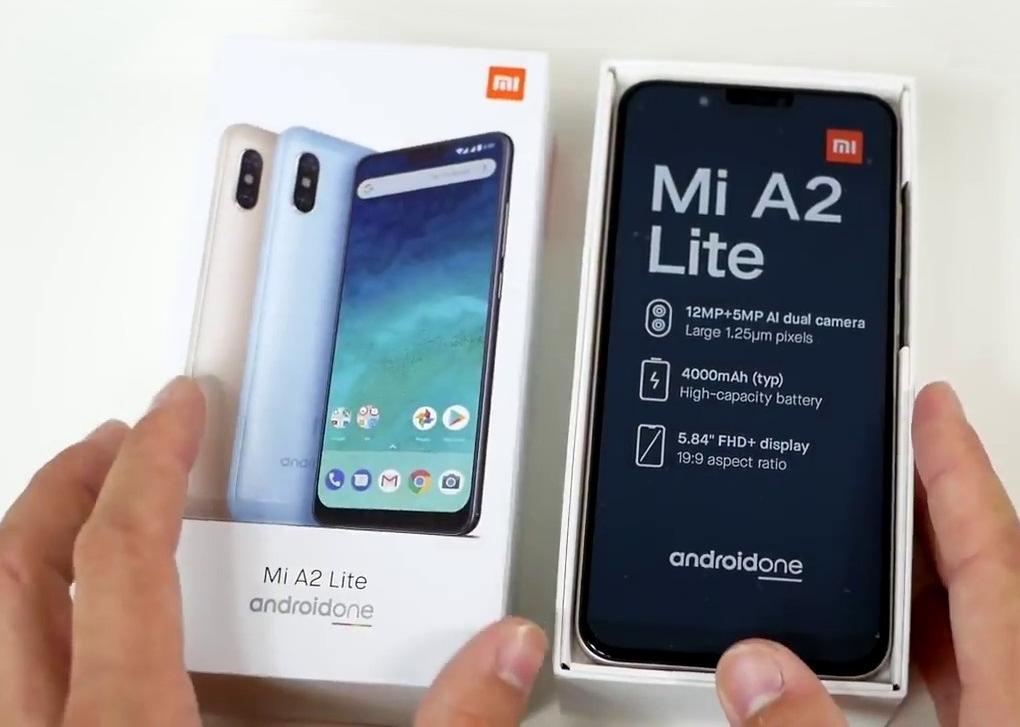 mi
andr
Mi A2 Lite
androidone
mi
Mi A2
Lite
12MP+5MP AI dual camera
Large 1.25μm pixels
4000mAh (typ)
High-capacity battery
5.84" FHD+ display
19:9 aspect ratio
androidone